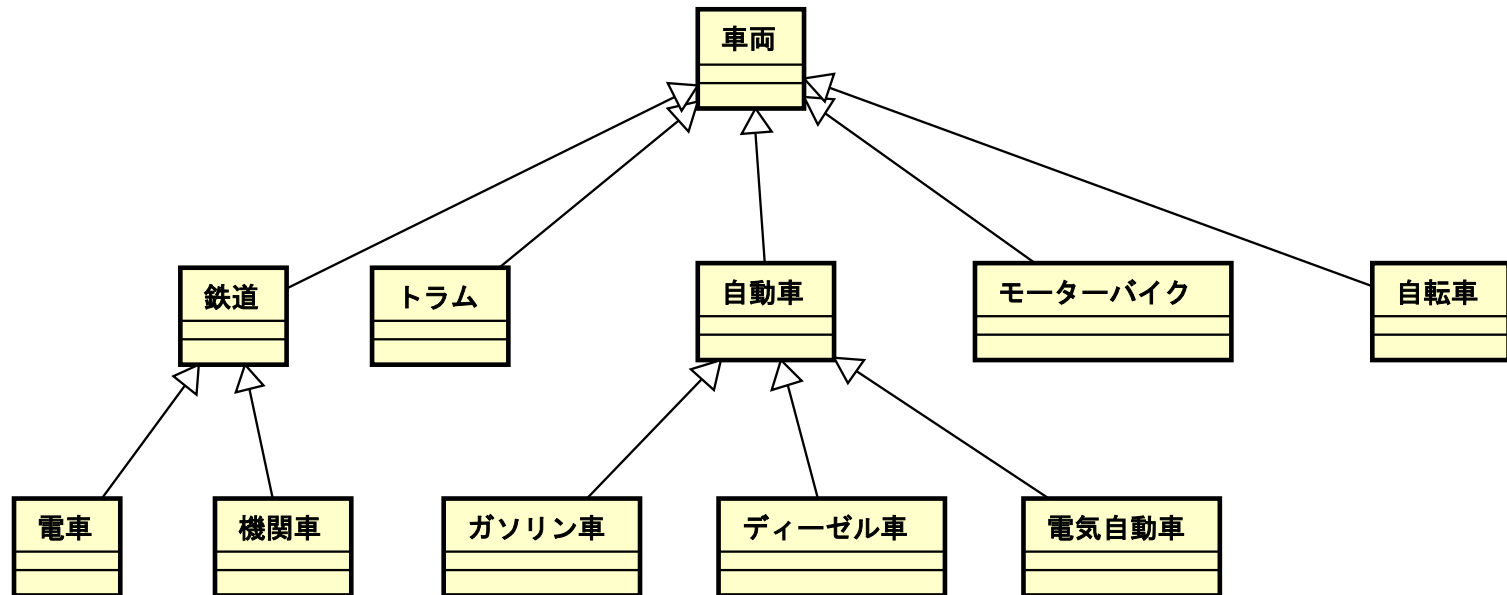 車両
鉄道
トラム
自動車
モーターバイク
自転車
電車
機関車
ガソリン車
ディーゼル車
電気自動車